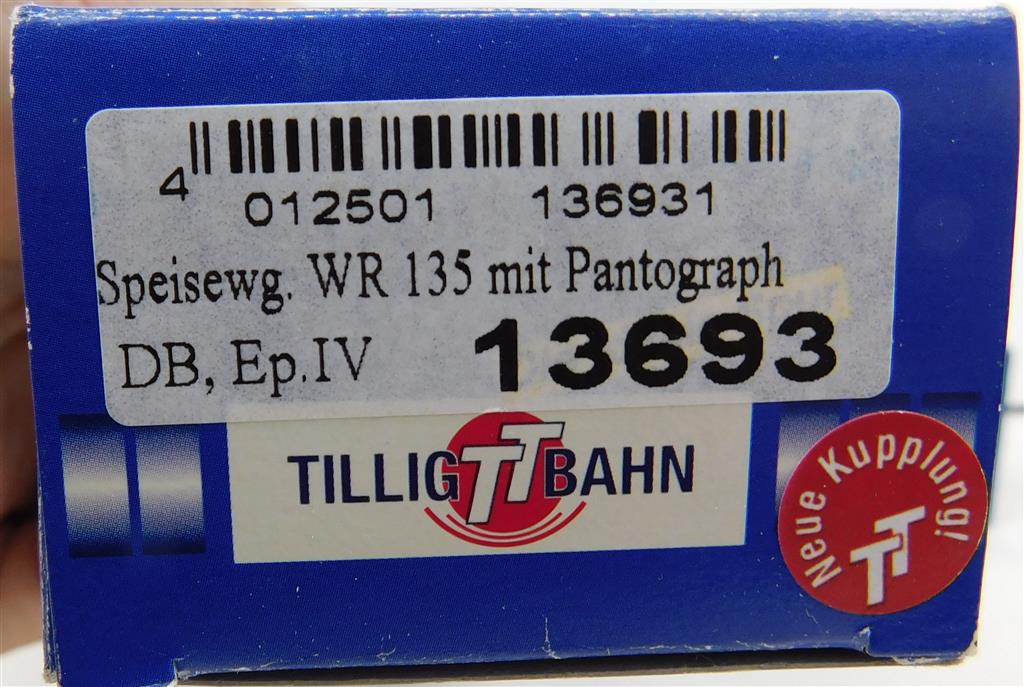 4 012501 136931
Speisewg. WR 135 mit Pantograph
DB, Ep.IV 13693
TILLIG TT BAHN
Neue Kupplung!
TT